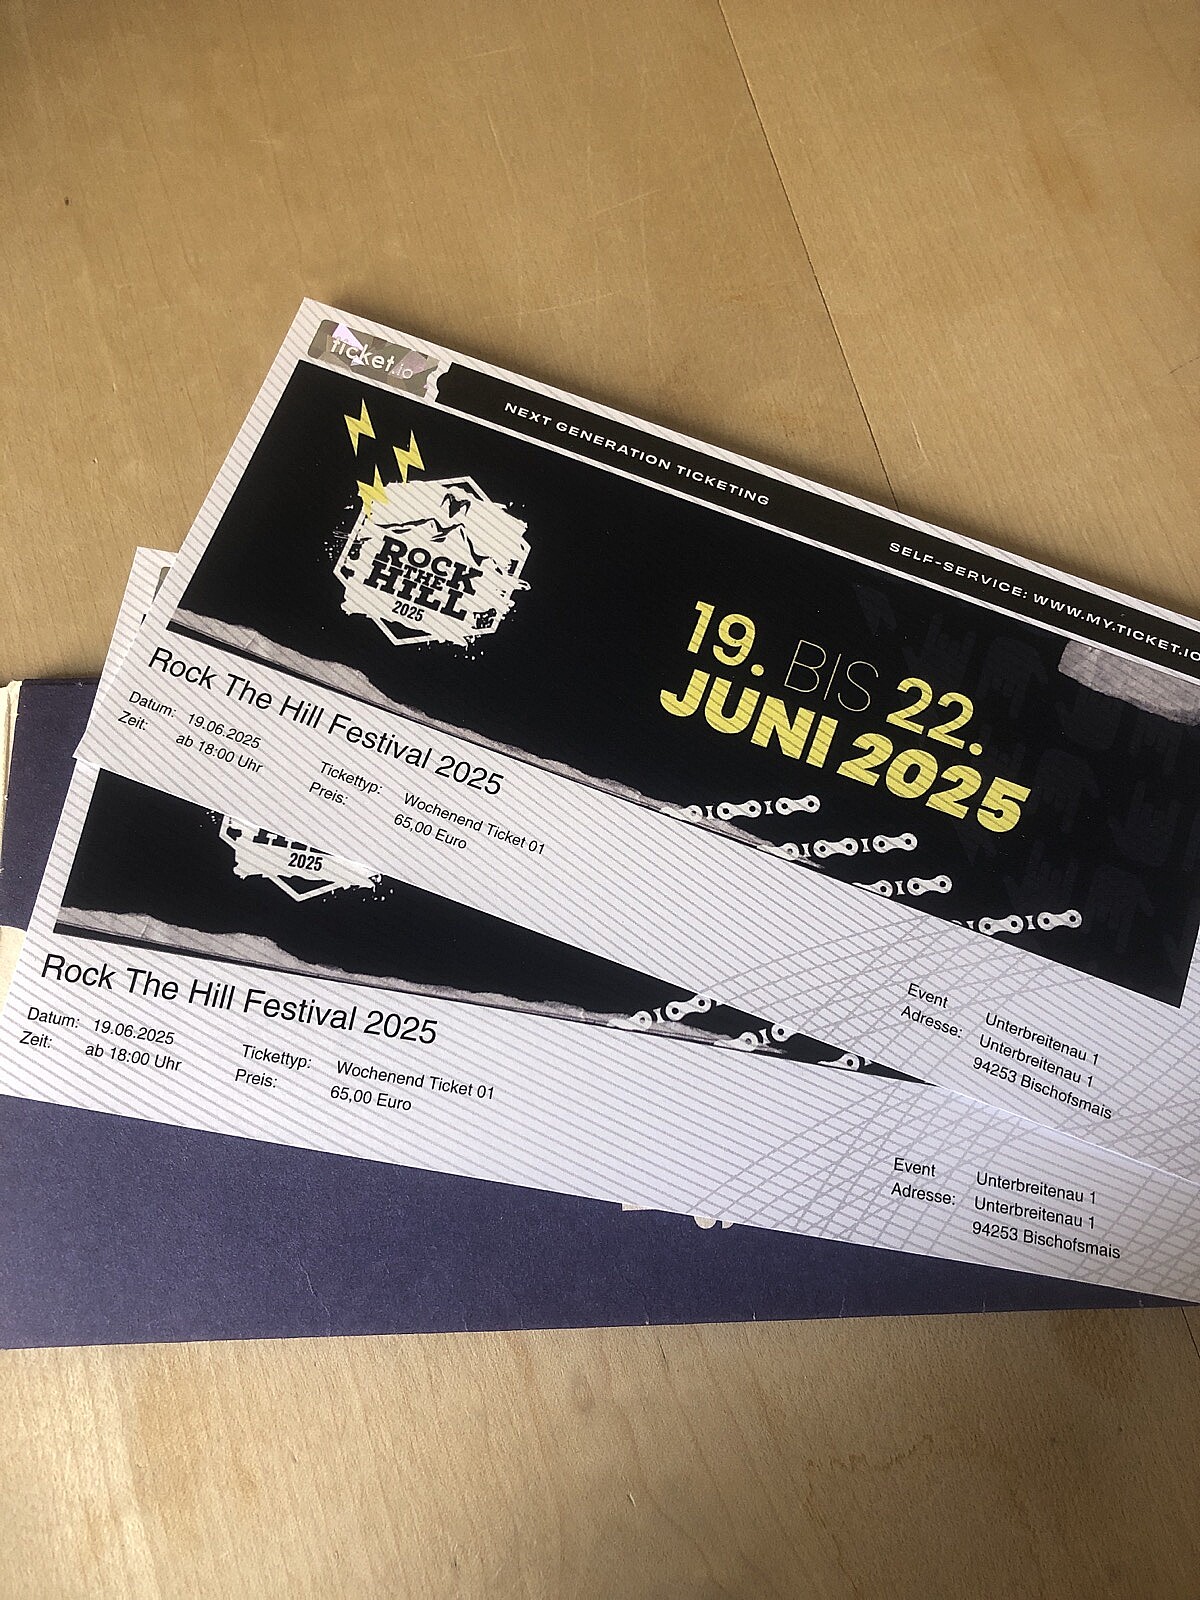 ticket.io
NEXT GENERATION TICKETING
SELF-SERVICE: WWW.MY.TICKET.IO
ROCK
THE
HILL
2025
19. BIS 22.
JUNI 2025
Rock The Hill Festival 2025
Datum: 19.06.2025
Zeit: ab 18:00 Uhr
Tickettyp: Wochenend Ticket 01
Preis: 65,00 Euro
Event Unterbreitenau 1
Adresse: Unterbreitenau 1
94253 Bischofsmais
2025
Rock The Hill Festival 2025
Datum: 19.06.2025
Zeit: ab 18:00 Uhr
Tickettyp: Wochenend Ticket 01
Preis: 65,00 Euro
Event Unterbreitenau 1
Adresse: Unterbreitenau 1
94253 Bischofsmais